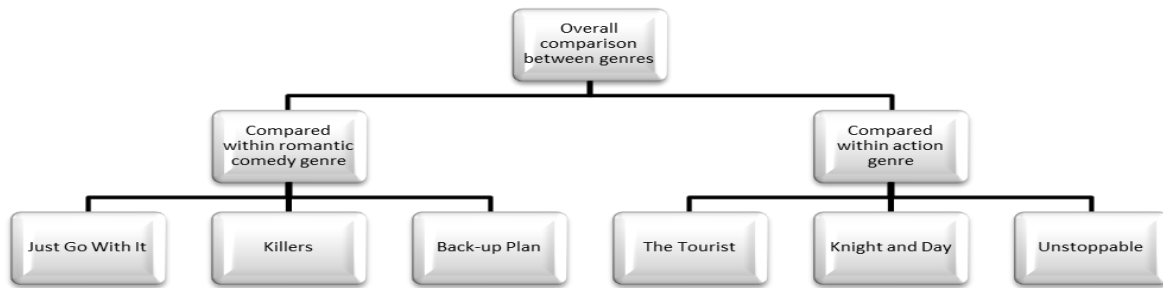 Overall
comparison
between genres
Compared
within romantic
comedy genre
Compared
within action
genre
Just Go With It
Killers
Back-up Plan
The Tourist
Knight and Day
Unstoppable